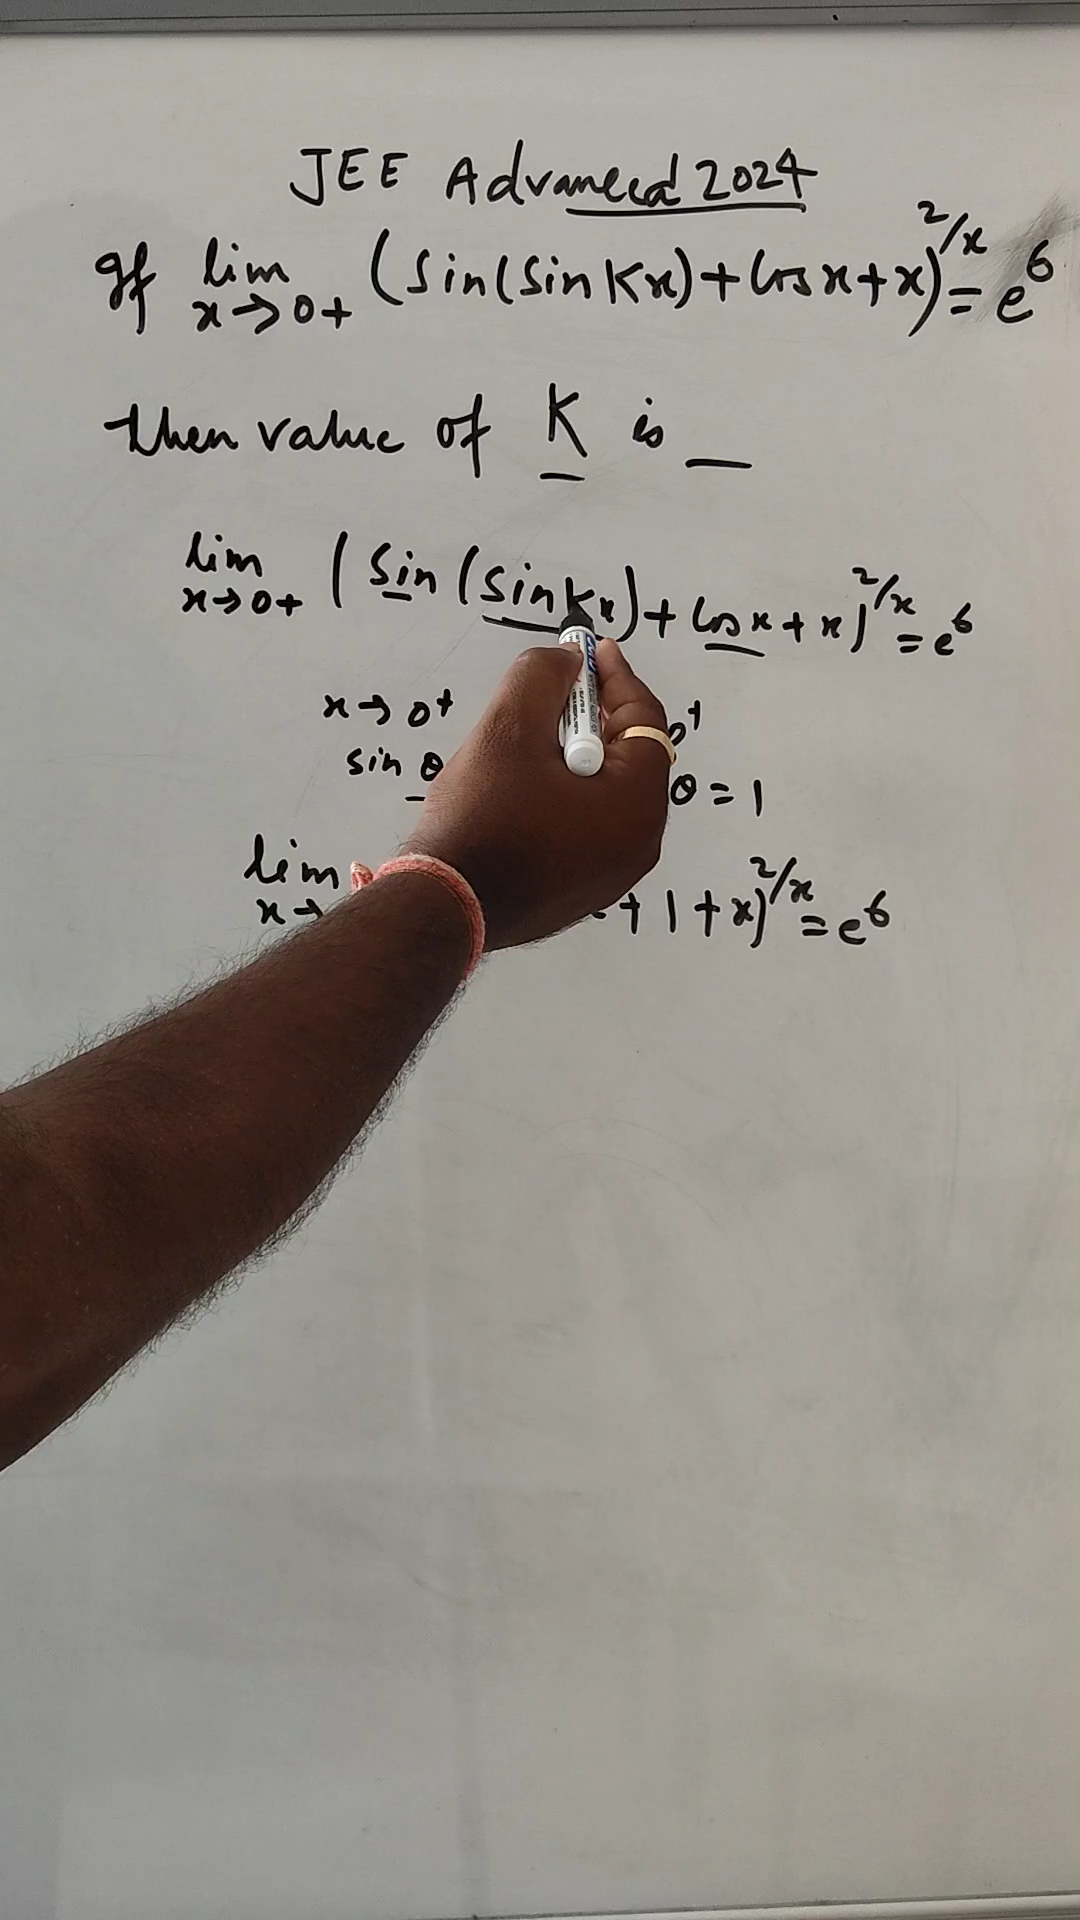 JEE Advanced 2024
If lim x→0+ (Sin(Sin Kx)+Cos x+x)^2/x = e^6
then value of K is _
lim x→0+ (Sin(Sin Kx)+Cos x+x)^2/x = e^6
x→0+ 0+
sin θ θ=1
lim x→ +1+x)^2/x = e^6